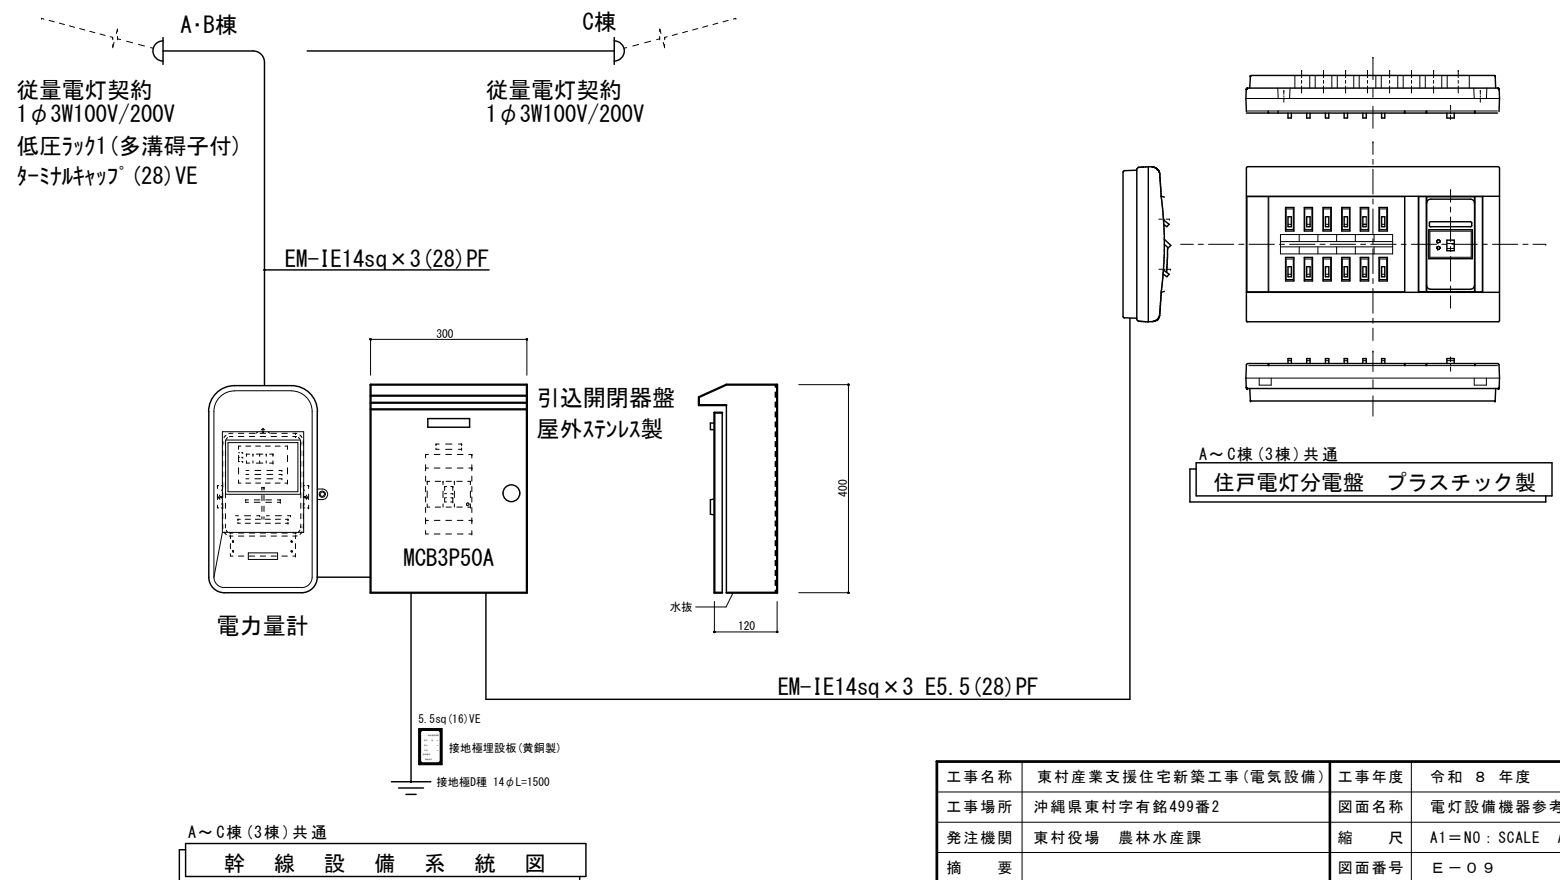 A・B棟
C棟
従量電灯契約
1φ3W100V/200V
低圧ラック1(多溝碍子付)
ターミナルキャップ(28)VE
従量電灯契約
1φ3W100V/200V
EM-IE14sq×3(28)PF
300
引込開閉器盤
屋外ステンレス製
MCB3P50A
電力量計
400
水抜
120
A～C棟(3棟)共通
住戸電灯分電盤 プラスチック製
EM-IE14sq×3 E5.5(28)PF
5.5sq(16)VE
接地極埋設板(黄銅製)
接地極D種 14φL=1500
A～C棟(3棟)共通
幹線設備系統図
工事名称 東村産業支援住宅新築工事(電気設備) 工事年度 令和 8 年度
工事場所 沖縄県東村字有銘499番2 図面名称 電灯設備機器参考
発注機関 東村役場 農林水産課 縮尺 A1=NO:SCALE
摘要 図面番号 E-09